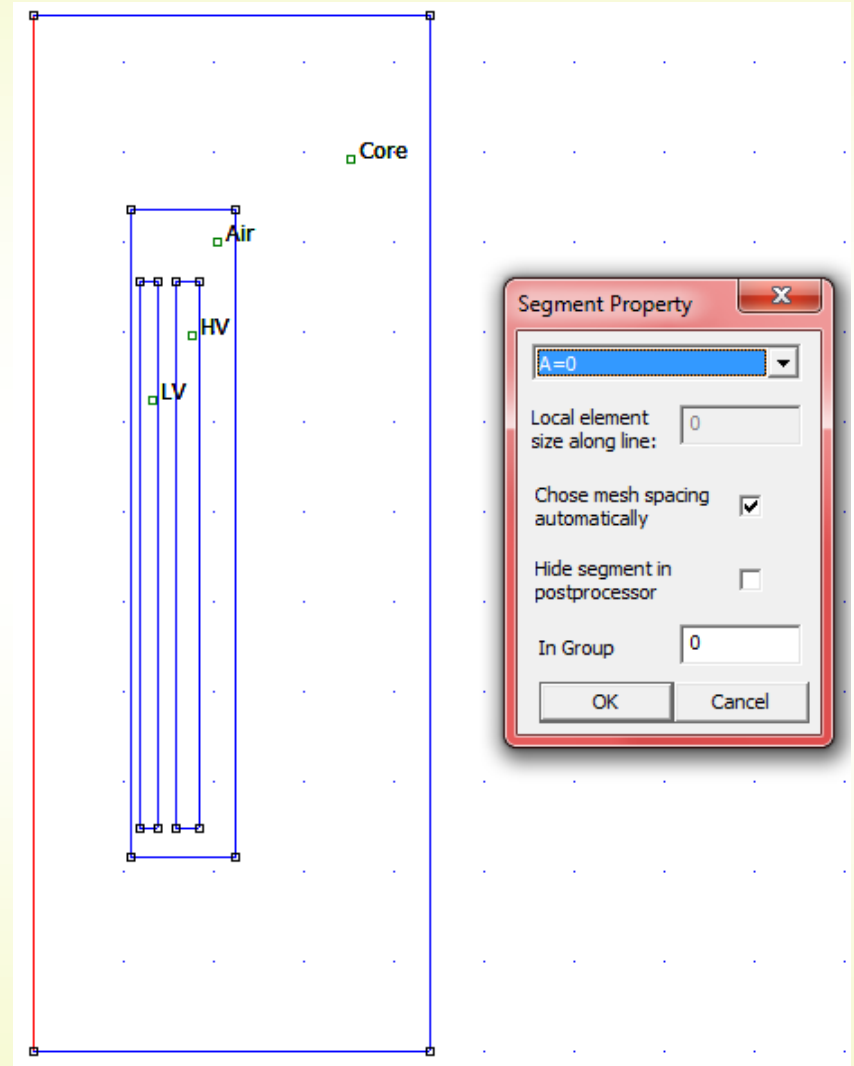 Core
Air
HV
LV
Segment Property
A=0
Local element
size along line:
0
Chose mesh spacing
automatically
Hide segment in
postprocessor
In Group
0
OK
Cancel